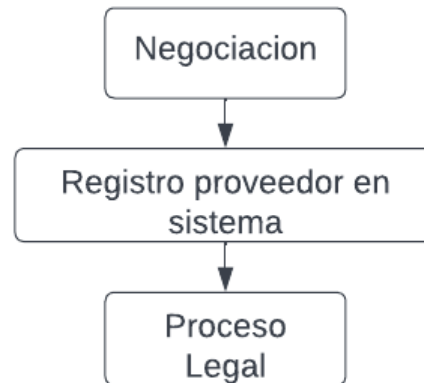 Negociacion
Registro proveedor en
sistema
Proceso
Legal